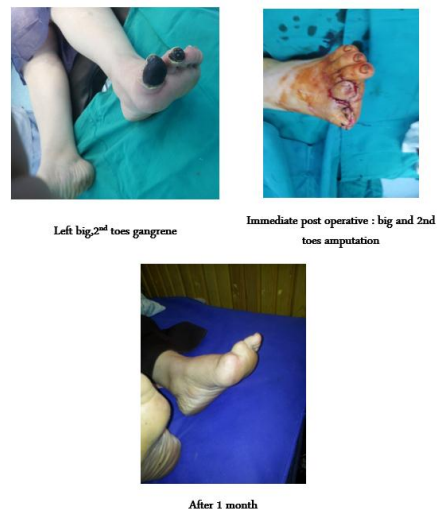 Left big,2nd toes gangrene
Immediate post operative : big and 2nd
toes amputation
After 1 month